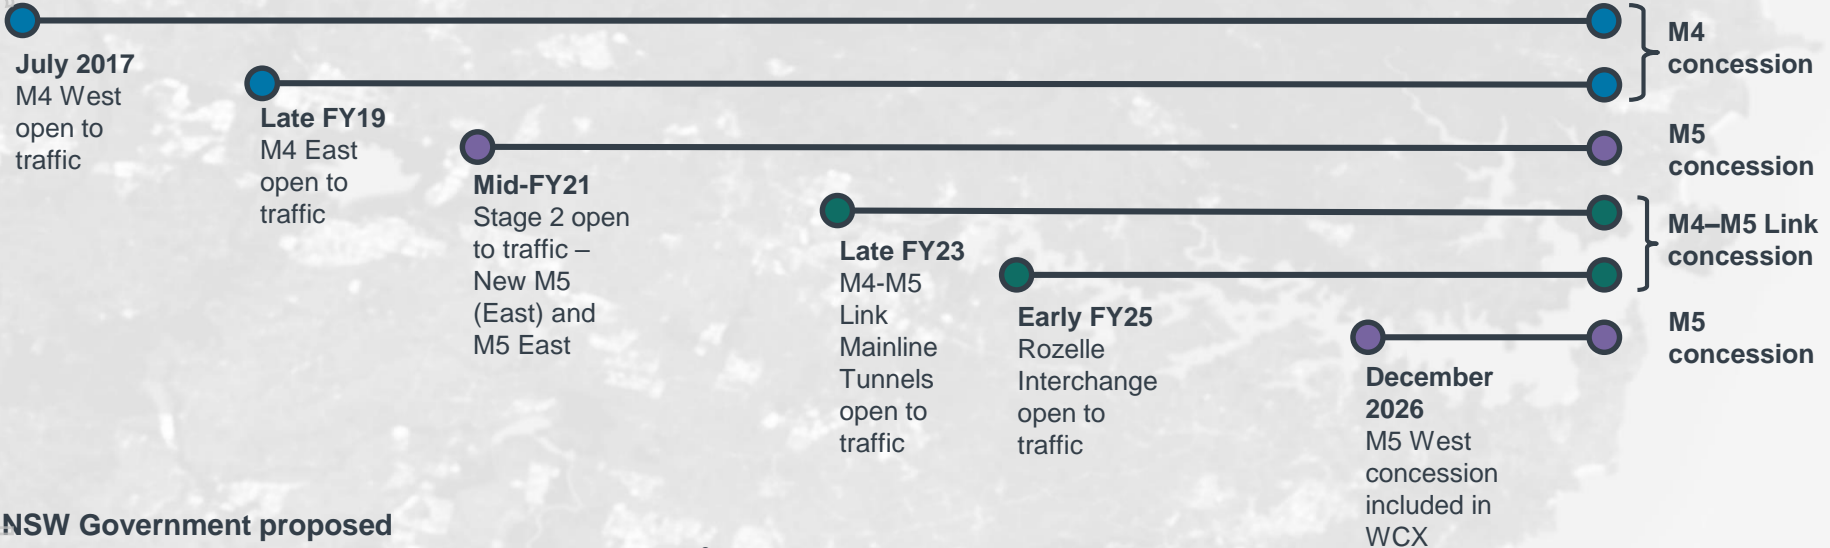 July 2017
M4 West
open to
traffic
Late FY19
M4 East
open to
traffic
Mid-FY21
Stage 2 open
to traffic –
New M5
(East) and
M5 East
Late FY23
M4-M5
Link
Mainline
Tunnels
open to
traffic
Early FY25
Rozelle
Interchange
open to
traffic
December
2026
M5 West
concession
included in
WCX
M4
concession
M5
concession
M4–M5 Link
concession
M5
concession
NSW Government proposed